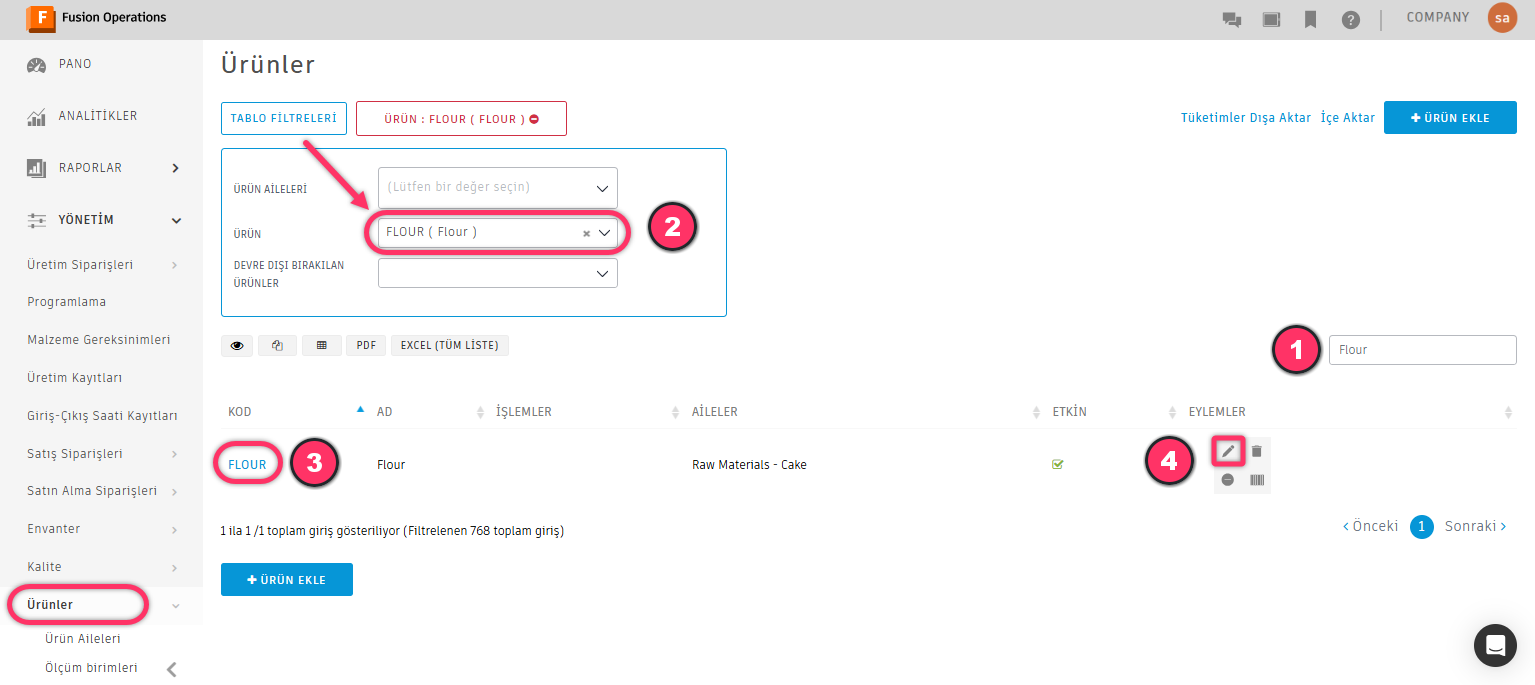 F Fusion Operations
? COMPANY sa
PANO
ANALİTİKLER
RAPORLAR
YÖNETİM
Üretim Siparişleri
Programlama
Malzeme Gereksinimleri
Üretim Kayıtları
Giriş-Çıkış Saati Kayıtları
Satış Siparişleri
Satın Alma Siparişleri
Envanter
Kalite
Ürünler
Ürün Aileleri
Ölçüm birimleri
Ürünler
TABLO FİLTRELERİ ÜRÜN : FLOUR ( FLOUR )
Tüketimler Dışa Aktar İçe Aktar ÜRÜN EKLE
ÜRÜN AİLELERİ (Lütfen bir değer seçin)
ÜRÜN FLOUR ( Flour ) × 2
DEVRE DIŞI BIRAKILAN
ÜRÜNLER
PDF EXCEL (TÜM LİSTE) 1 Flour
KOD AD İŞLEMLER AİLELER ETKİN EYLEMLER
FLOUR 3 Flour Raw Materials - Cake 4
1 ila 1 /1 toplam giriş gösteriliyor (Filtrelenen 768 toplam giriş)
Önceki 1 Sonraki
ÜRÜN EKLE